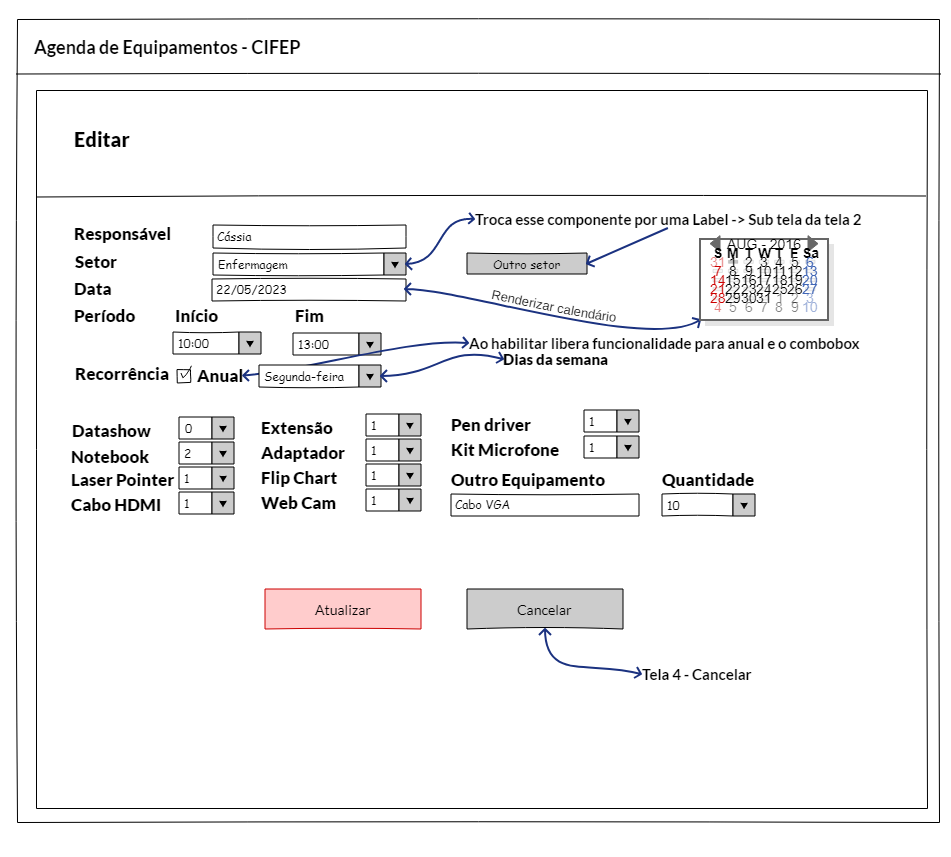 Agenda de Equipamentos - CIFEP
Editar
Troca esse componente por uma Label -> Sub tela da tela 2
Responsável Cássia
Setor Enfermagem Outro setor
Data 22/05/2023
Renderizar calendário
AUG - 2016
S M T W T F Sa
31 1 2 3 4 5 6
7 8 9 10 11 12 13
14 15 16 17 18 19 20
21 22 23 24 25 26 27
28 29 30 31 1 2 3
4 5 6 7 8 9 10
Período Início Fim
10:00 13:00
Ao habilitar libera funcionalidade para anual e o combobox
Dias da semana
Recorrência Anual Segunda-feira
Datashow 0 Extensão 1 Pen driver 1
Notebook 2 Adaptador 1 Kit Microfone 1
Laser Pointer 1 Flip Chart 1 Outro Equipamento Quantidade
Cabo HDMI 1 Web Cam 1 Cabo VGA 10
Atualizar Cancelar
Tela 4 - Cancelar